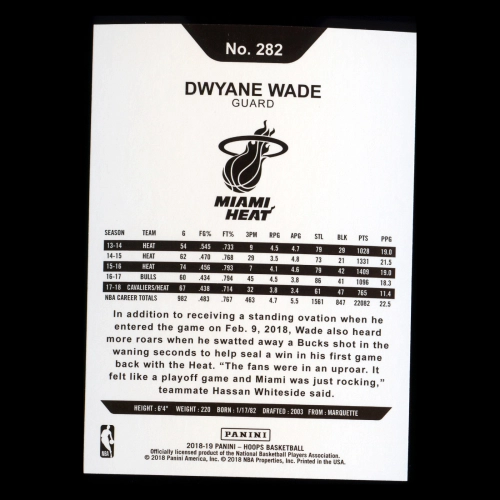 No. 282
DWYANE WADE
GUARD
MIAMI
HEAT
SEASON TEAM G FG% FT% 3PM RPG APG STL BLK PTS PPG
13-14 HEAT 54 .545 .733 9 4.5 4.7 79 29 1028 19.0
14-15 HEAT 62 .470 .768 29 3.5 4.8 73 21 1331 21.5
15-16 HEAT 74 .456 .793 7 4.1 4.6 79 42 1409 19.0
16-17 BULLS 60 .434 .794 45 4.5 3.8 86 41 1096 18.3
17-18 CAVALIERS/HEAT 67 .438 .714 32 3.8 3.4 61 47 765 11.4
NBA CAREER TOTALS 982 .483 .767 463 4.7 5.5 1561 847 22082 22.5
In addition to receiving a standing ovation when he
entered the game on Feb. 9, 2018, Wade also heard
more roars when he swatted away a Bucks shot in the
waning seconds to help seal a win in his first game
back with the Heat. “The fans were in an uproar. It
felt like a playoff game and Miami was just rocking,”
teammate Hassan Whiteside said.
HEIGHT: 6'4" WEIGHT: 220 BORN: 1/17/82 DRAFTED: 2003 FROM: MARQUETTE
PANINI
NBA
2018-19 PANINI – HOOPS BASKETBALL
Officially licensed product of the National Basketball Players Association.
© 2018 Panini America, Inc. © 2018 NBA Properties, Inc. Printed in the USA.